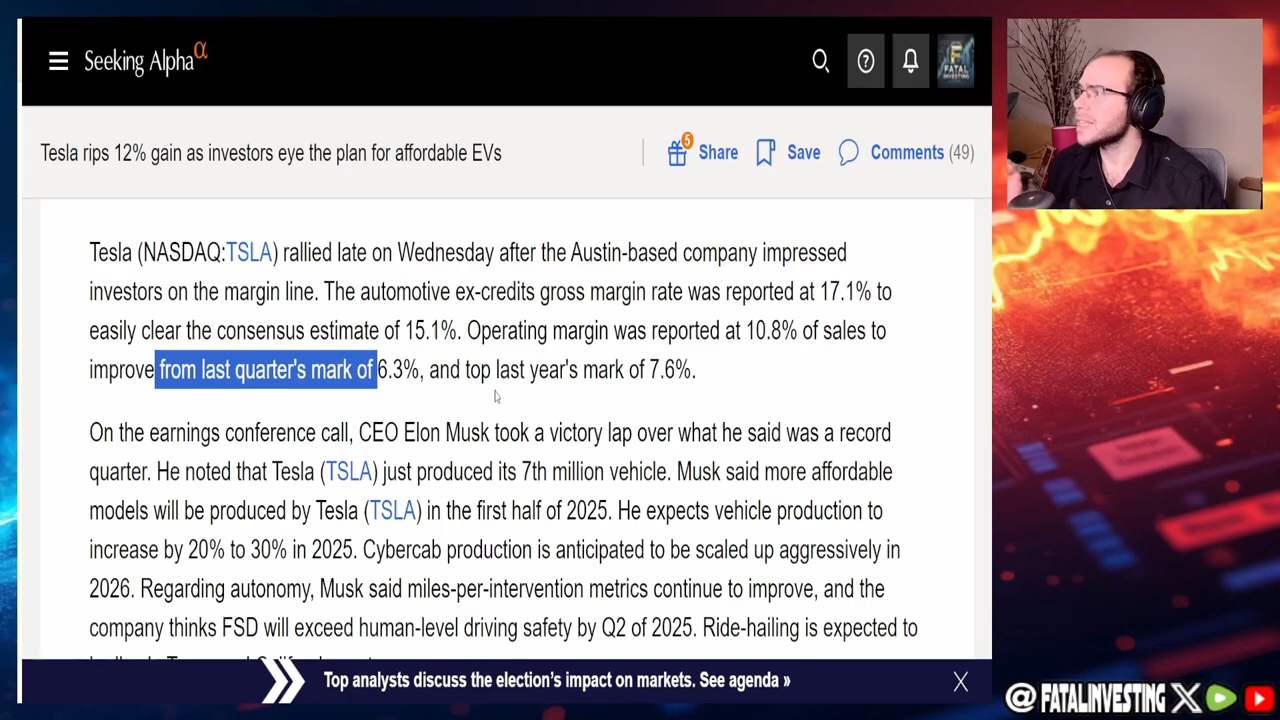 Seeking Alpha α
F
FATAL
INVESTING
Tesla rips 12% gain as investors eye the plan for affordable EVs
5
Share
Save
Comments (49)
Tesla (NASDAQ:TSLA) rallied late on Wednesday after the Austin-based company impressed
investors on the margin line. The automotive ex-credits gross margin rate was reported at 17.1% to
easily clear the consensus estimate of 15.1%. Operating margin was reported at 10.8% of sales to
improve from last quarter's mark of 6.3%, and top last year's mark of 7.6%.
On the earnings conference call, CEO Elon Musk took a victory lap over what he said was a record
quarter. He noted that Tesla (TSLA) just produced its 7th million vehicle. Musk said more affordable
models will be produced by Tesla (TSLA) in the first half of 2025. He expects vehicle production to
increase by 20% to 30% in 2025. Cybercab production is anticipated to be scaled up aggressively in
2026. Regarding autonomy, Musk said miles-per-intervention metrics continue to improve, and the
company thinks FSD will exceed human-level driving safety by Q2 of 2025. Ride-hailing is expected to
Top analysts discuss the election's impact on markets. See agenda »
@FATALINVESTING